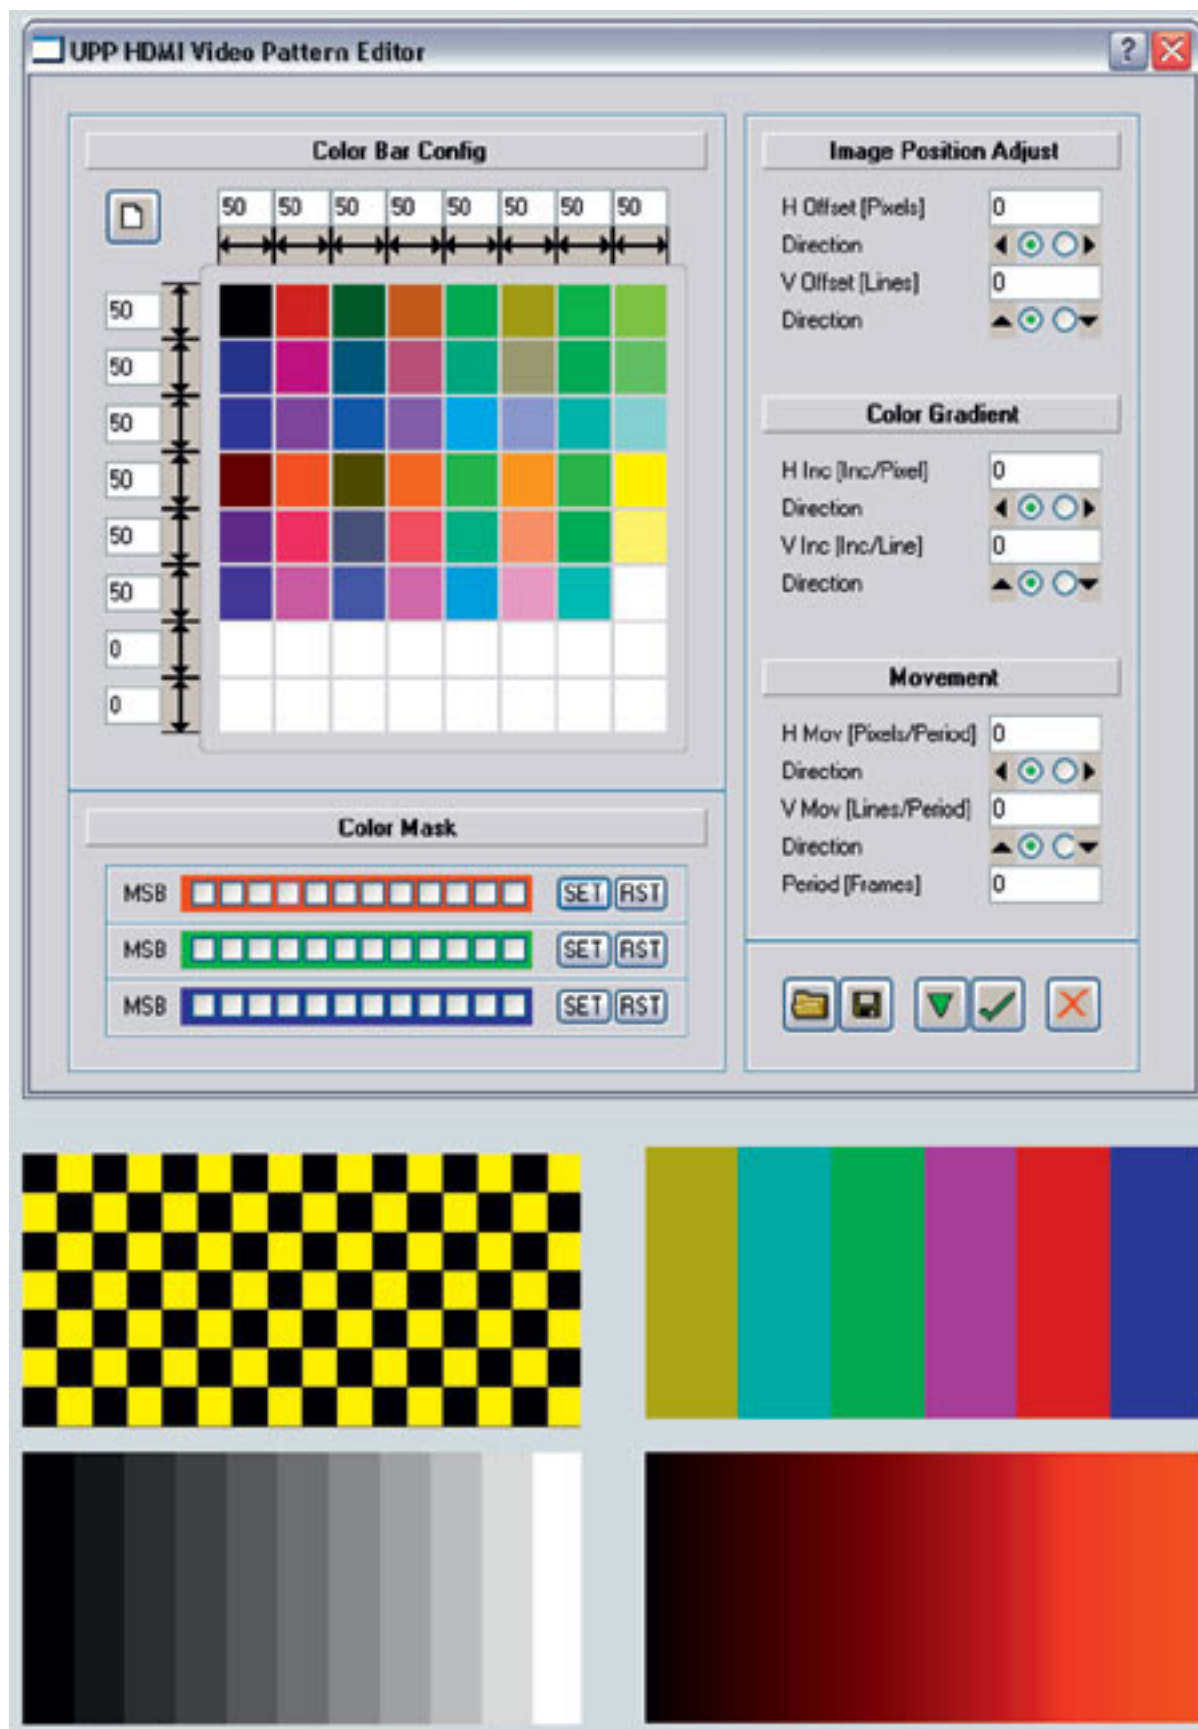 UPP HDMI Video Pattern Editor
?
Color Bar Config
50 50 50 50 50 50 50 50
50
50
50
50
50
50
0
0
Color Mask
MSB SET RST
MSB SET RST
MSB SET RST
Image Position Adjust
H Offset [Pixels] 0
Direction
V Offset [Lines] 0
Direction
Color Gradient
H Inc [Inc/Pixel] 0
Direction
V Inc [Inc/Line] 0
Direction
Movement
H Mov [Pixels/Period] 0
Direction
V Mov [Lines/Period] 0
Direction
Period [Frames] 0